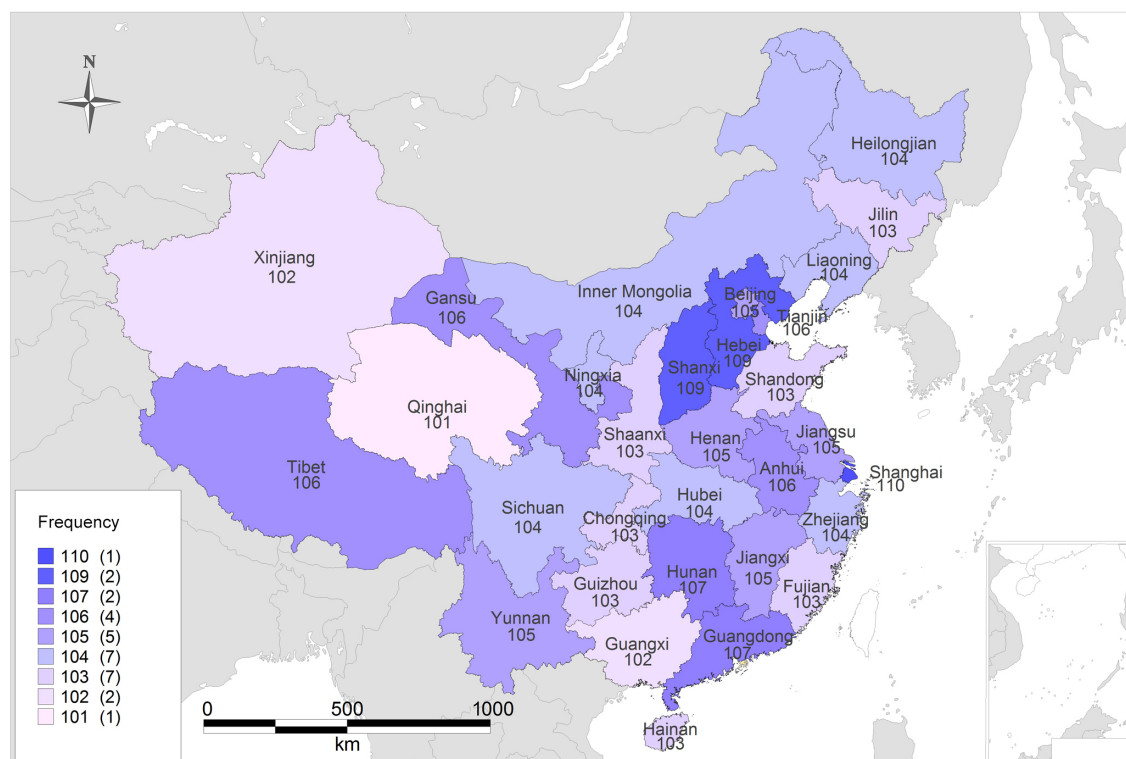 N
Heilongjian
104
Jilin
103
Xinjiang
102
Liaoning
104
Gansu
106
Inner Mongolia
104
Beijing
105
Tianjin
106
Hebei
109
Shanxi
109
Ningxia
104
Shandong
103
Qinghai
101
Shaanxi
103
Henan
105
Jiangsu
105
Tibet
106
Anhui
106
Shanghai
110
Sichuan
104
Hubei
104
Chongqing
103
Zhejiang
104
Jiangxi
105
Hunan
107
Guizhou
103
Fujian
103
Yunnan
105
Guangxi
102
Guangdong
107
Hainan
103
Frequency
110 (1)
109 (2)
107 (2)
106 (4)
105 (5)
104 (7)
103 (7)
102 (2)
101 (1)
0 500 1000
km